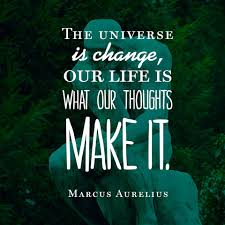 THE UNIVERSE
is change,
OUR LIFE IS
WHAT OUR THOUGHTS
MAKE IT.
MARCUS AURELIUS